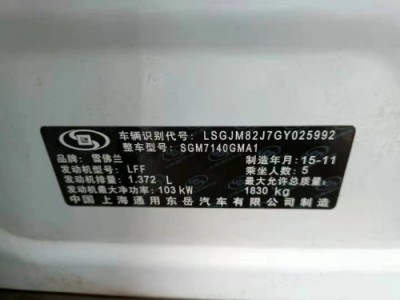 车辆识别代号: LSGJM82J7GY025992
整车型号: SGM7140GMA1
品牌: 雪佛兰 制造年月: 15-11
发动机型号: LFF 乘坐人数: 5
发动机排量: 1.372 L 最大允许总质量:
发动机最大净功率: 103 kW 1830 kg
中国 上海通用东岳汽车有限公司制造